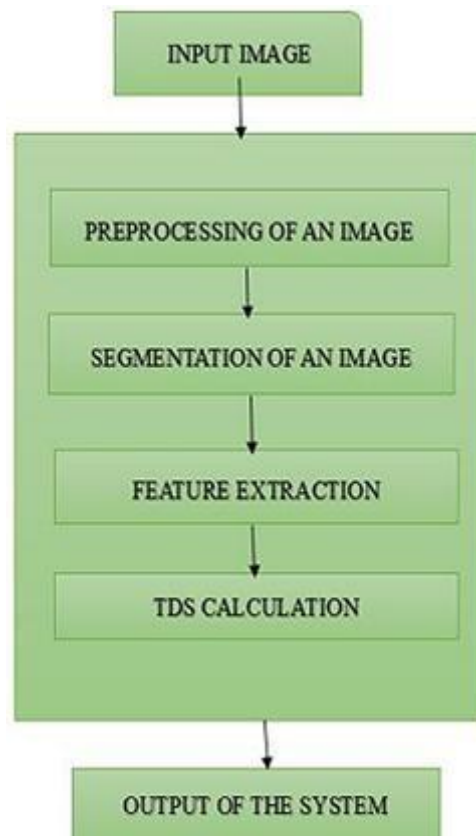 INPUT IMAGE
PREPROCESSING OF AN IMAGE
SEGMENTATION OF AN IMAGE
FEATURE EXTRACTION
TDS CALCULATION
OUTPUT OF THE SYSTEM